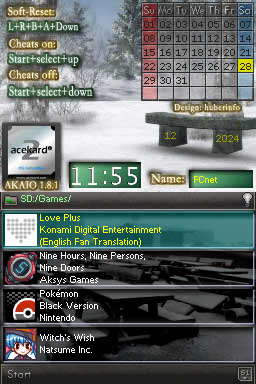 Soft-Reset:
L+R+B+A+Down
Cheats on:
Start+select+up
Cheats off:
Start+select+down
Su Mo Tu We Th Fr Sa
01 02 03 04 05 06 07
08 09 10 11 12 13 14
15 16 17 18 19 20 21
22 23 24 25 26 27 28
29 30 31
Design: huberinfo
12 2024
acekard 2
AKAIO 1.8.1
11:55
Name: FCnet
SD:/Games/
Love Plus
Konami Digital Entertainment
(English Fan Translation)
Nine Hours, Nine Persons,
Nine Doors
Aksys Games
Pokémon
Black Version
Nintendo
Witch's Wish
Natsume Inc.
Start